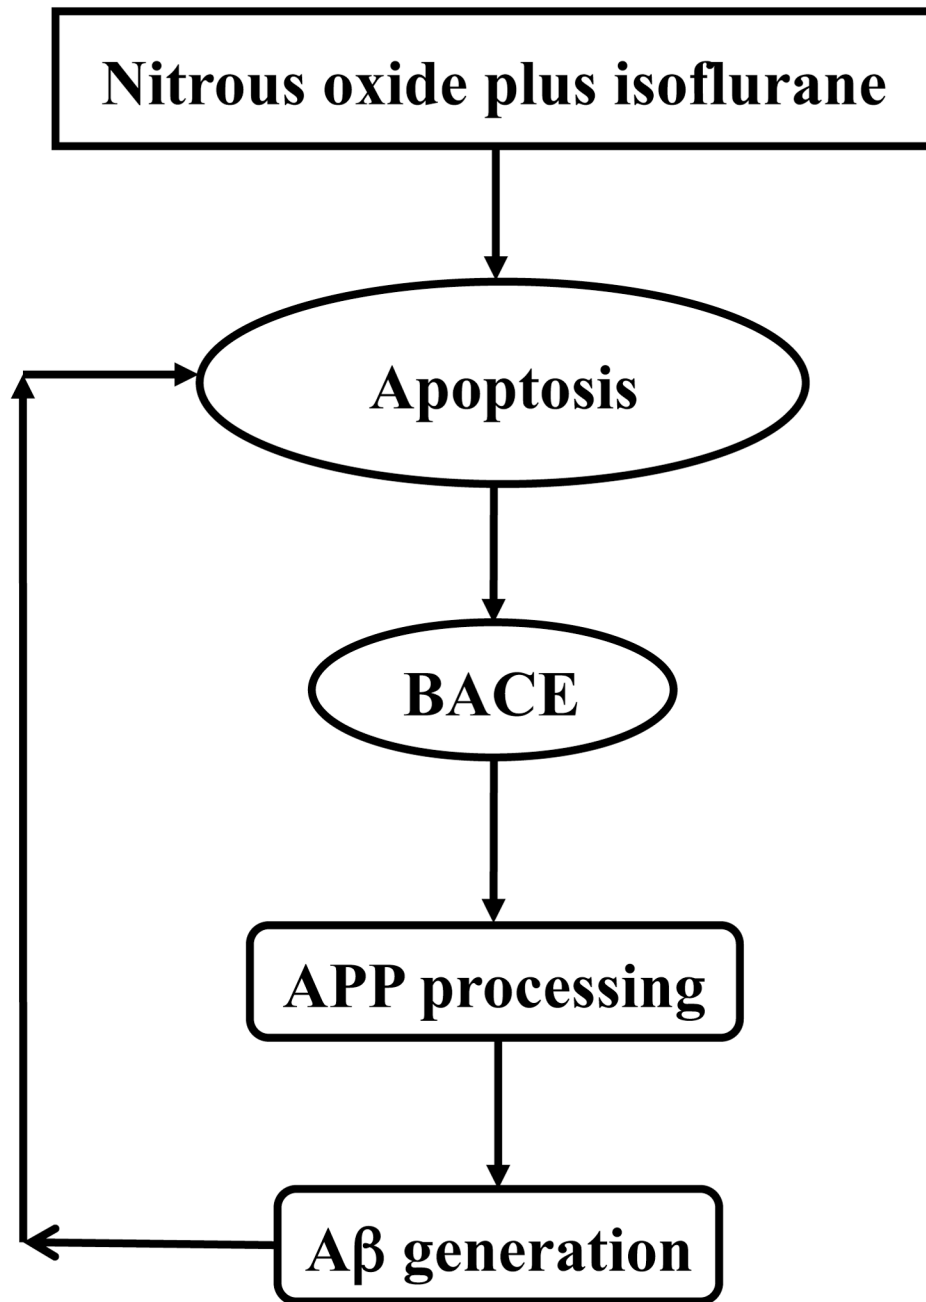 Nitrous oxide plus isoflurane
Apoptosis
BACE
APP processing
Aβ generation